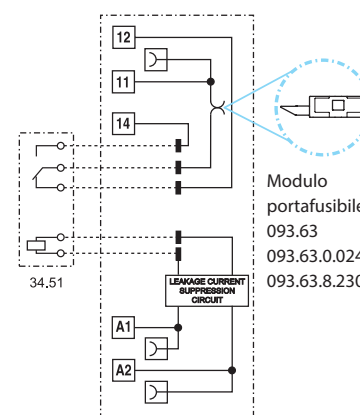 12
11
14
34.51
LEAKAGE CURRENT
SUPPRESSION
CIRCUIT
A1
A2
Modulo
portafusibile
093.63
093.63.0.024
093.63.8.230